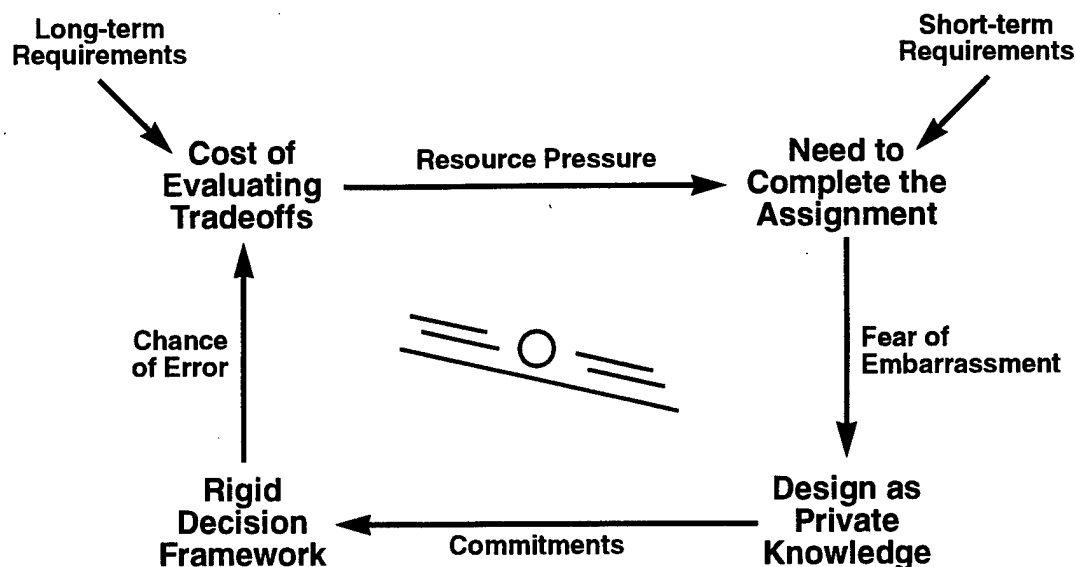 Long-term
Requirements
Short-term
Requirements
Cost of
Evaluating
Tradeoffs
Resource Pressure
Need to
Complete the
Assignment
Chance
of Error
Fear of
Embarrassment
Rigid
Decision
Framework
Commitments
Design as
Private
Knowledge